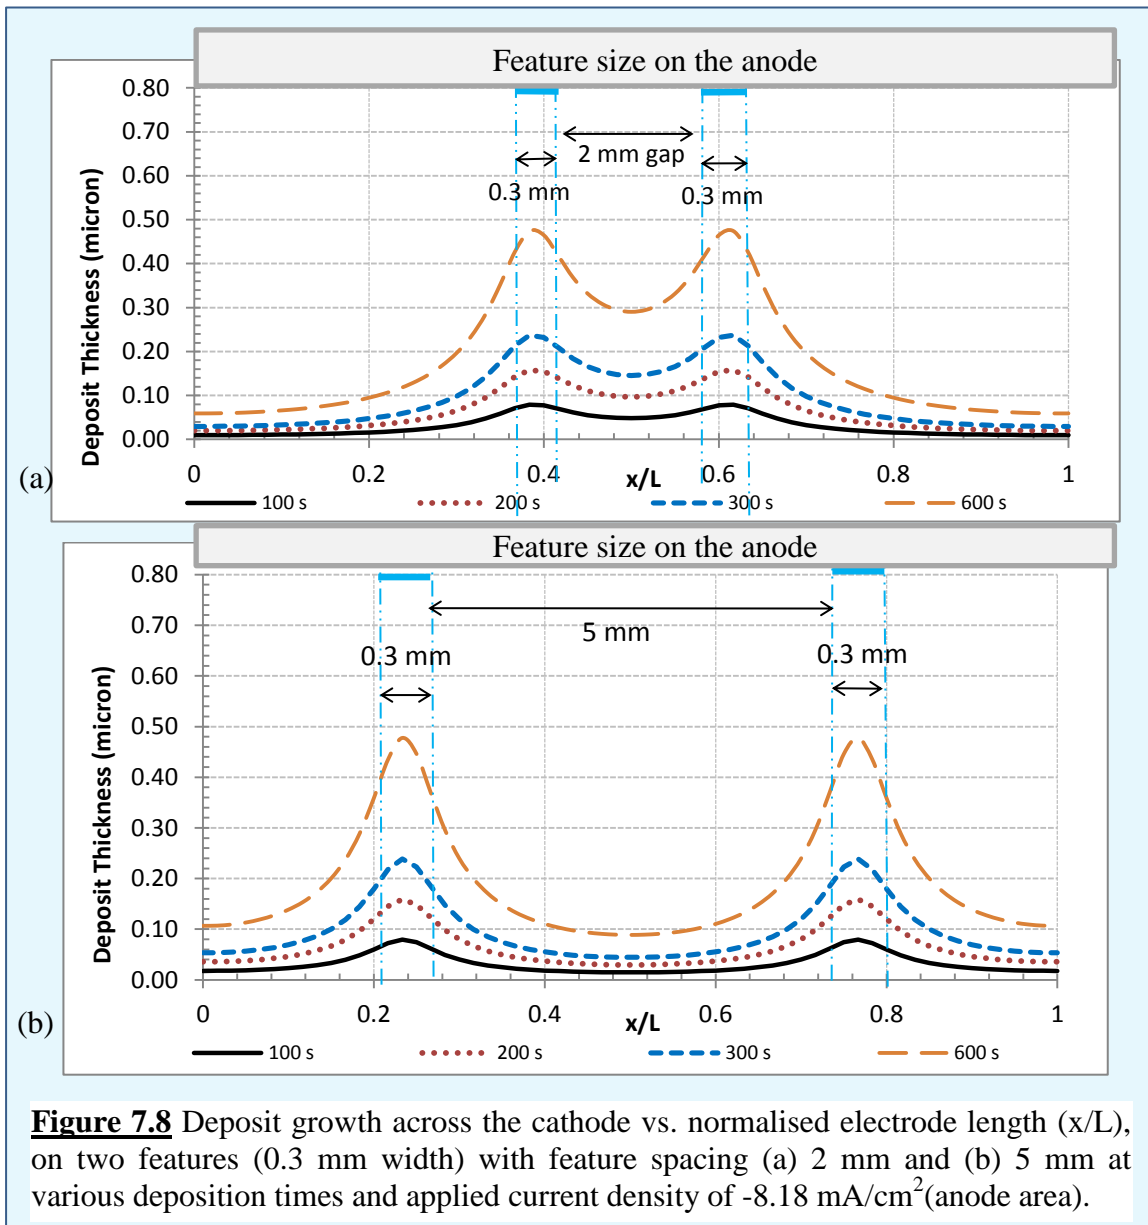 Feature size on the anode
0.80
0.70
0.60
0.50
0.40
0.30
0.20
0.10
0.00
Deposit Thickness (micron)
2 mm gap
0.3 mm
0.3 mm
0
0.2
0.4
0.6
0.8
1
x/L
(a)
100 s
200 s
300 s
600 s
Feature size on the anode
0.80
0.70
0.60
0.50
0.40
0.30
0.20
0.10
0.00
Deposit Thickness (micron)
5 mm
0.3 mm
0.3 mm
0
0.2
0.4
0.6
0.8
1
x/L
(b)
100 s
200 s
300 s
600 s
Figure 7.8 Deposit growth across the cathode vs. normalised electrode length (x/L),
on two features (0.3 mm width) with feature spacing (a) 2 mm and (b) 5 mm at
various deposition times and applied current density of -8.18 mA/cm²(anode area).